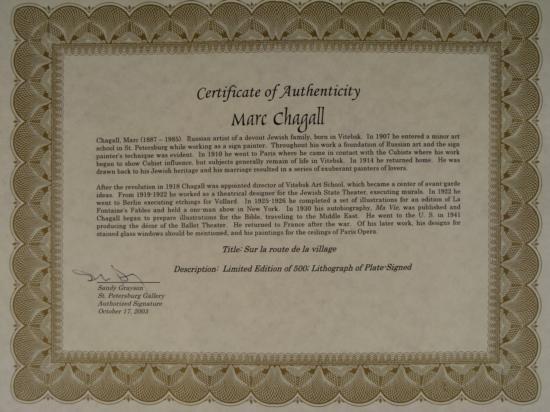 Certificate of Authenticity
Marc Chagall
Chagall, Marc (1887 – 1985). Russian artist of a devout Jewish family, born in Vitebsk. In 1907 he entered a minor art
school in St. Petersburg while working as a sign painter. Throughout his work a foundation of Russian art and the sign
painter's technique was evident. In 1910 he went to Paris where he came in contact with the Cubists where his work
began to show Cubist influence, but subjects generally remain of life in Vitebsk. In 1914 he returned home. He was
drawn back to his Jewish heritage and his marriage resulted in a series of exuberant painters of lovers.
After the revolution in 1918 Chagall was appointed director of Vitebsk Art School, which became a center of avant-garde
ideas. From 1919-1922 he worked as a theatrical designer for the Jewish State Theater, executing murals. In 1922 he
went to Berlin executing etchings for Vollard. In 1925-1926 he completed a set of illustrations for an edition of La
Fontaine's Fables and held a one-man show in New York. In 1930 his autobiography, Ma Vie, was published and
Chagall began to prepare illustrations for the Bible, traveling to the Middle East. He went to the U. S. in 1941
producing the décor of the Ballet Theater. He returned to France after the war. Of his later work, his designs for
stained glass windows should be mentioned, and his paintings for the ceilings of Paris Opera.
Title: Sur la route de la village
Description: Limited Edition of 500; Lithograph of Plate-Signed
Sandy Grayson
St. Petersburg Gallery
Authorized Signature
October 17, 2003